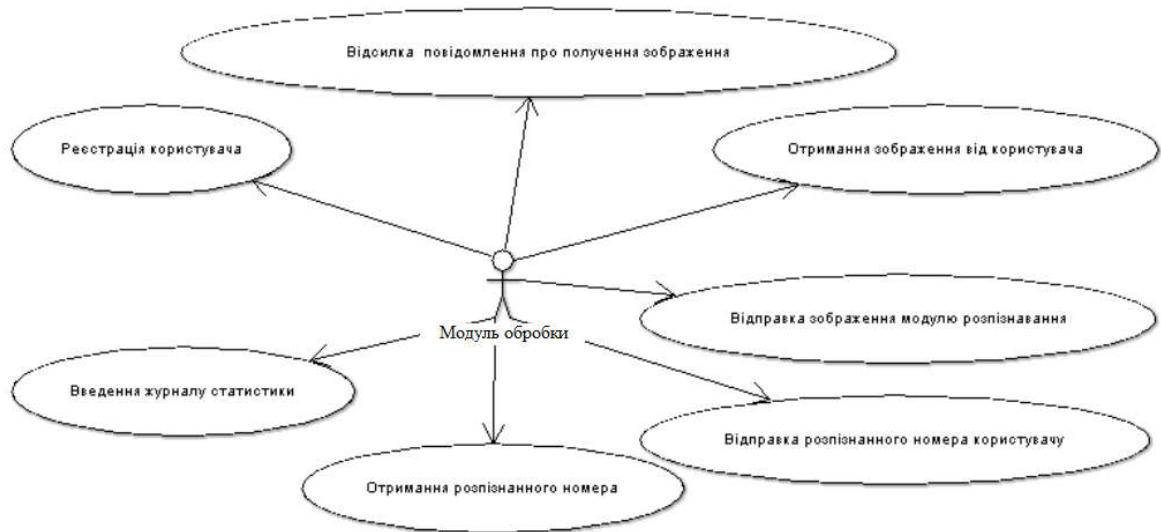 Відсилка повідомлення про получення зображення
Реєстрація користувача
Отримання зображення від користувача
Відправка зображення модулю розпізнавання
Модуль обробки
Введення журналу статистики
Відправка розпізнанного номера користувачу
Отримання розпізнанного номера